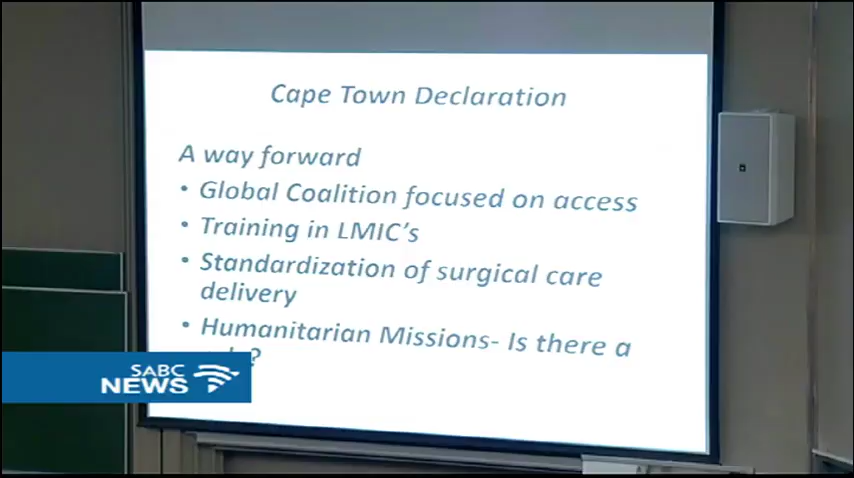 Cape Town Declaration
A way forward
• Global Coalition focused on access
• Training in LMIC's
• Standardization of surgical care
delivery
• Humanitarian Missions- Is there a
SABC
NEWS